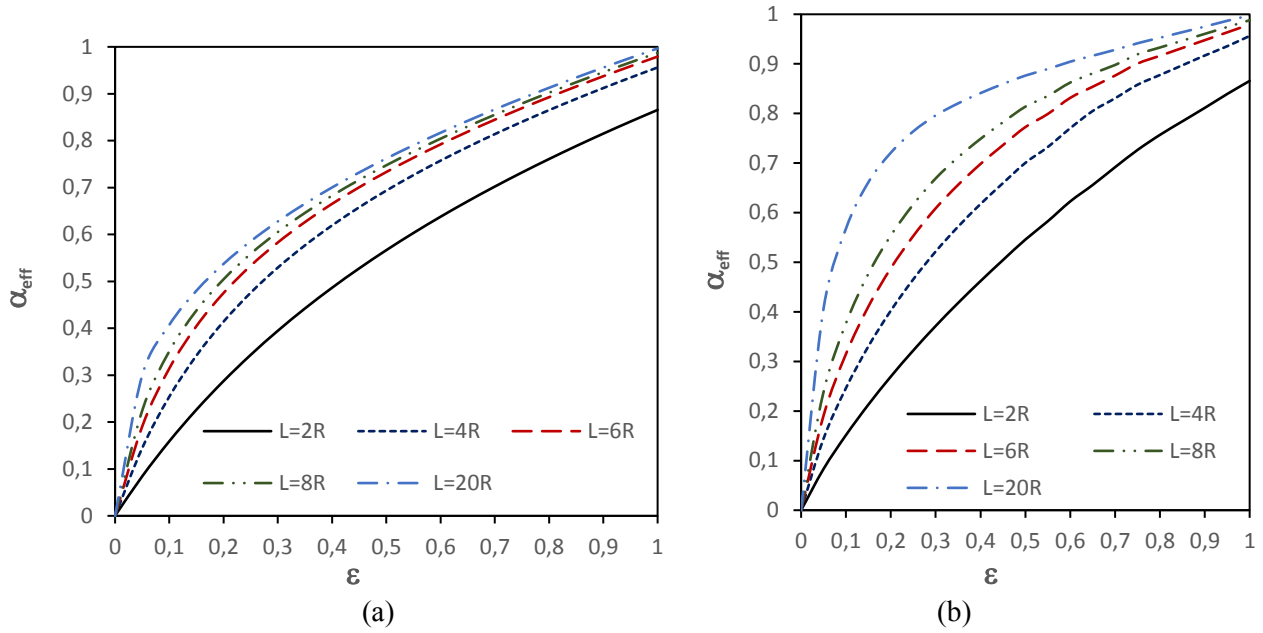 1
0,9
0,8
0,7
0,6
0,5
0,4
0,3
0,2
0,1
0
αeff
L=2R L=4R L=6R
L=8R L=20R
0 0,1 0,2 0,3 0,4 0,5 0,6 0,7 0,8 0,9 1
ε
(a)
1
0,9
0,8
0,7
0,6
0,5
0,4
0,3
0,2
0,1
0
αeff
L=2R L=4R
L=6R L=8R
L=20R
0 0,1 0,2 0,3 0,4 0,5 0,6 0,7 0,8 0,9 1
ε
(b)